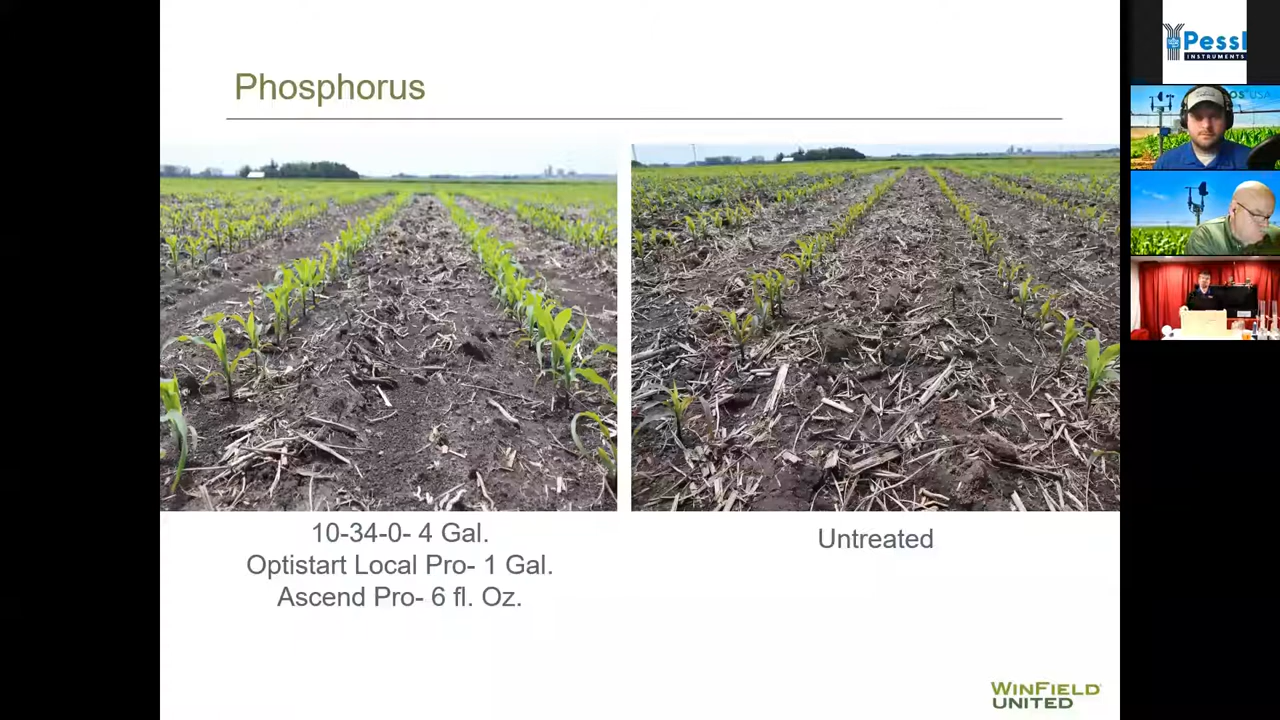 Phosphorus
10-34-0- 4 Gal.
Optistart Local Pro- 1 Gal.
Ascend Pro- 6 fl. Oz.
Untreated
WINFIELD
UNITED
Pessl
INSTRUMENTS
USA